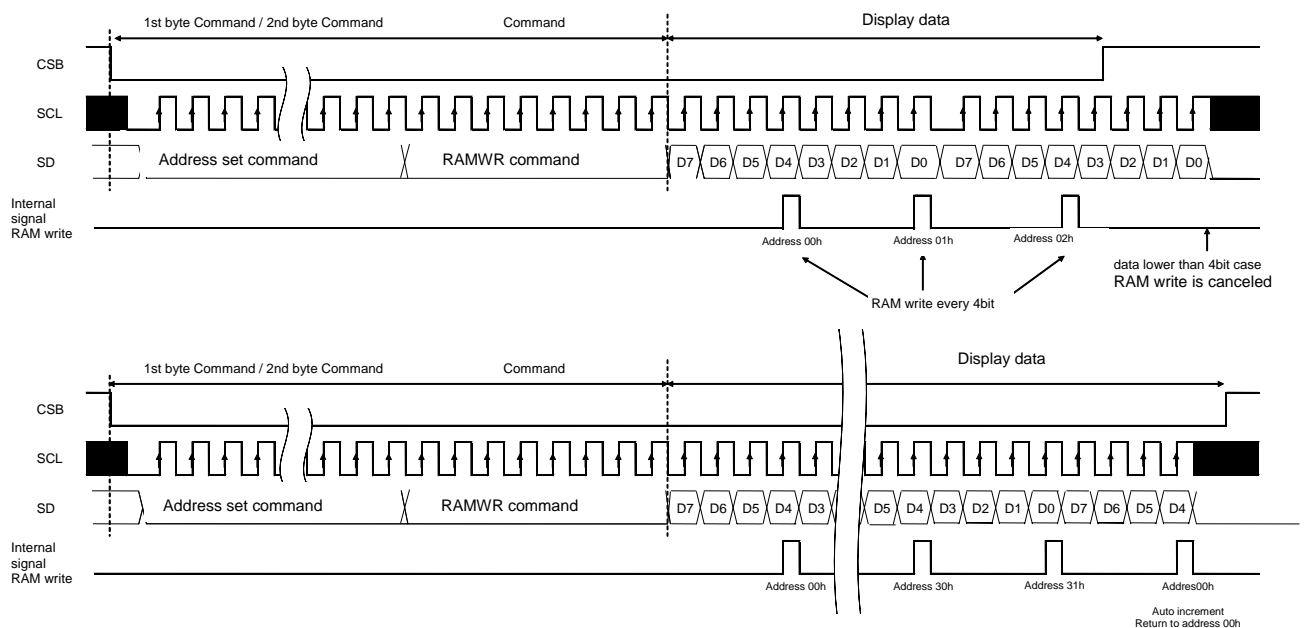 1st byte Command / 2nd byte Command Command Display data
CSB
SCL
SD Address set command RAMWR command D7 D6 D5 D4 D3 D2 D1 D0 D7 D6 D5 D4 D3 D2 D1 D0
Internal
signal
RAM write
Address 00h Address 01h Address 02h
data lower than 4bit case
RAM write is canceled
RAM write every 4bit
1st byte Command / 2nd byte Command Command Display data
CSB
SCL
SD Address set command RAMWR command D7 D6 D5 D4 D3 D5 D4 D3 D2 D1 D0 D7 D6 D5 D4
Internal
signal
RAM write
Address 00h Address 30h Address 31h Addres00h
Auto increment
Return to address 00h